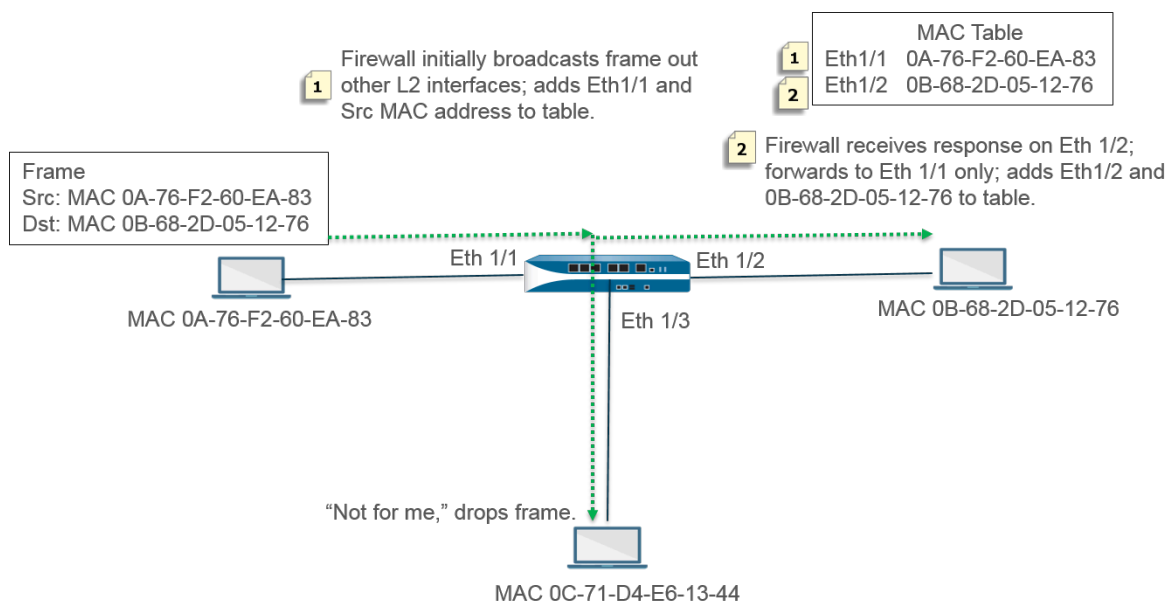 1
Firewall initially broadcasts frame out
other L2 interfaces; adds Eth1/1 and
Src MAC address to table.
MAC Table
1 Eth1/1 0A-76-F2-60-EA-83
2 Eth1/2 0B-68-2D-05-12-76
2
Firewall receives response on Eth 1/2;
forwards to Eth 1/1 only; adds Eth1/2 and
0B-68-2D-05-12-76 to table.
Frame
Src: MAC 0A-76-F2-60-EA-83
Dst: MAC 0B-68-2D-05-12-76
Eth 1/1
Eth 1/2
MAC 0A-76-F2-60-EA-83
MAC 0B-68-2D-05-12-76
Eth 1/3
“Not for me,” drops frame.
MAC 0C-71-D4-E6-13-44